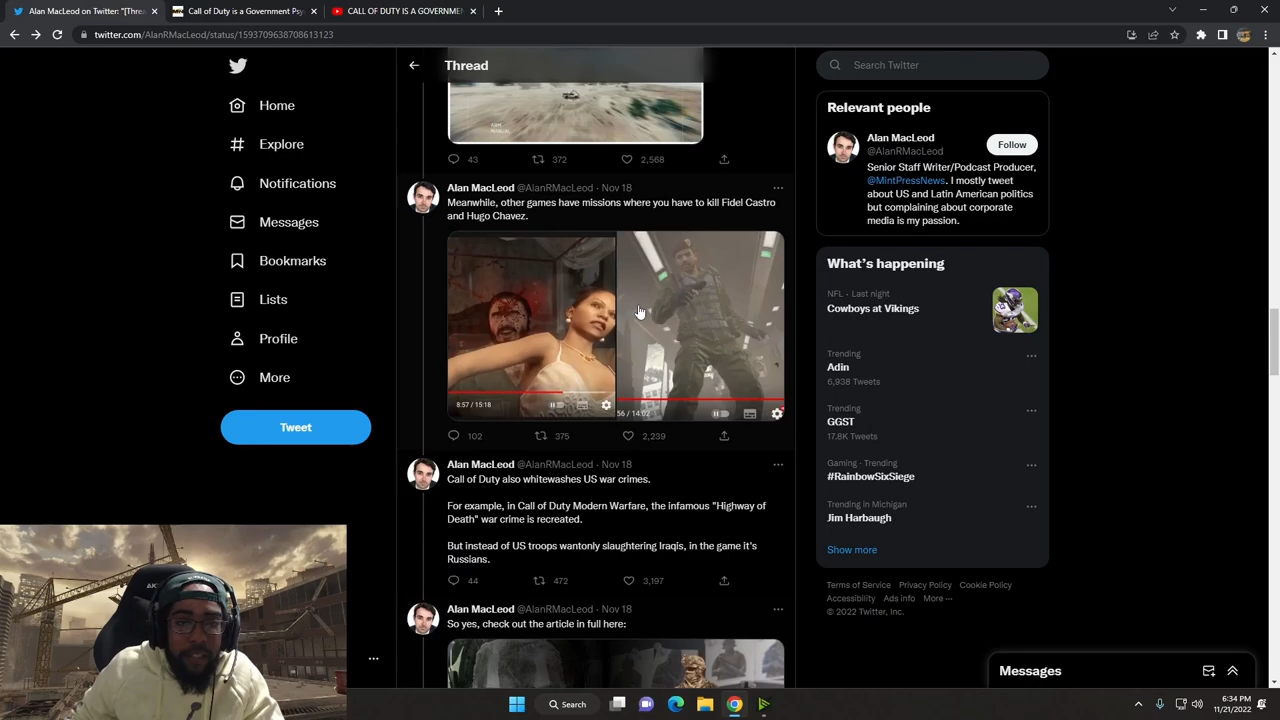 Alan MacLeod on Twitter: "[Threa
Call of Duty is a Government Psy
CALL OF DUTY IS A GOVERNMEN
twitter.com/AlanRMacLeod/status/1593709638708613123
Home
Explore
Notifications
Messages
Bookmarks
Lists
Profile
More
Tweet
Thread
43 372 2,568
Alan MacLeod @AlanRMacLeod · Nov 18
Meanwhile, other games have missions where you have to kill Fidel Castro
and Hugo Chavez.
8:57 / 15:18
56 / 14:02
102 375 2,239
Alan MacLeod @AlanRMacLeod · Nov 18
Call of Duty also whitewashes US war crimes.
For example, in Call of Duty Modern Warfare, the infamous "Highway of
Death" war crime is recreated.
But instead of US troops wantonly slaughtering Iraqis, in the game it's
Russians.
44 472 3,197
Alan MacLeod @AlanRMacLeod · Nov 18
So yes, check out the article in full here:
Search Twitter
Relevant people
Alan MacLeod
@AlanRMacLeod
Follow
Senior Staff Writer/Podcast Producer,
@MintPressNews. I mostly tweet
about US and Latin American politics
but complaining about corporate
media is my passion.
What's happening
NFL · Last night
Cowboys at Vikings
Trending
Adin
6,938 Tweets
Trending
GGST
17.8K Tweets
Gaming · Trending
#RainbowSixSiege
Trending in Michigan
Jim Harbaugh
Show more
Terms of Service Privacy Policy Cookie Policy
Accessibility Ads info More ···
© 2022 Twitter, Inc.
Messages
Search
6:34 PM
11/21/2022